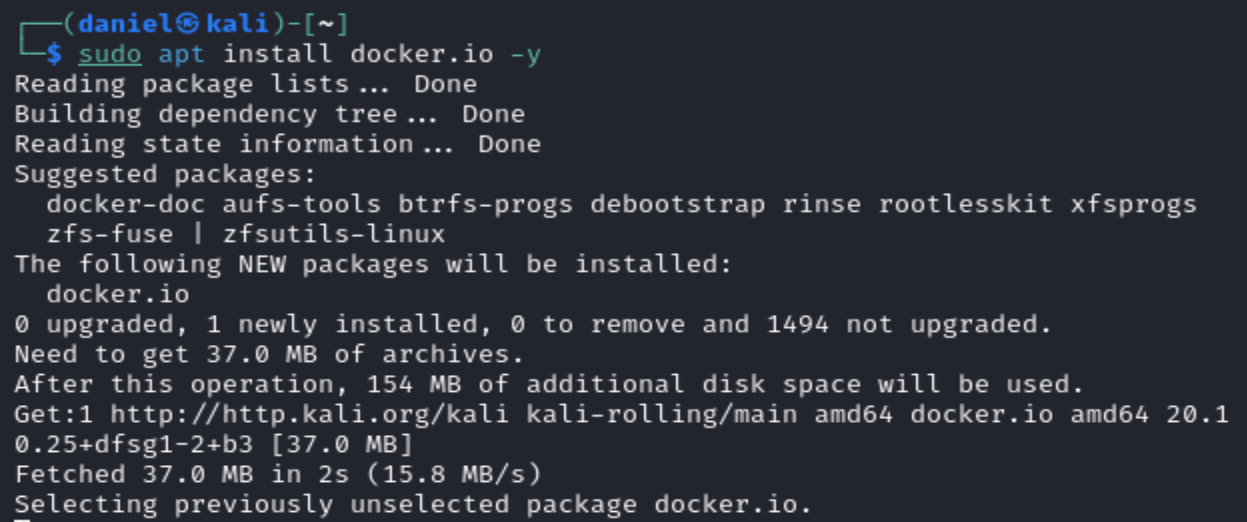 ┌──(daniel㉿kali)-[~]
└─$ sudo apt install docker.io -y
Reading package lists... Done
Building dependency tree... Done
Reading state information... Done
Suggested packages:
  docker-doc aufs-tools btrfs-progs debootstrap rinse rootlesskit xfsprogs
  zfs-fuse | zfsutils-linux
The following NEW packages will be installed:
  docker.io
0 upgraded, 1 newly installed, 0 to remove and 1494 not upgraded.
Need to get 37.0 MB of archives.
After this operation, 154 MB of additional disk space will be used.
Get:1 http://http.kali.org/kali kali-rolling/main amd64 docker.io amd64 20.1
0.25+dfsg1-2+b3 [37.0 MB]
Fetched 37.0 MB in 2s (15.8 MB/s)
Selecting previously unselected package docker.io.